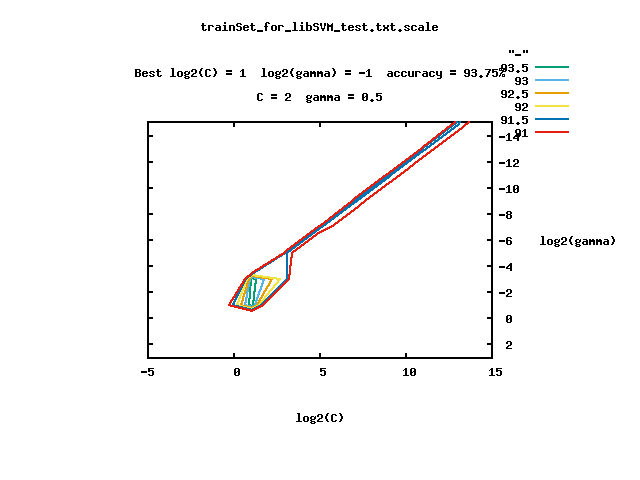 trainSet_for_libSVM_test.txt.scale
"-"
Best log2(C) = 1  log2(gamma) = -1  accuracy = 93.75%
93.5
93
92.5
C = 2  gamma = 0.5
92
91.5
91
-14
-12
-10
-8
-6
log2(gamma)
-4
-2
0
2
-5 0 5 10 15
log2(C)